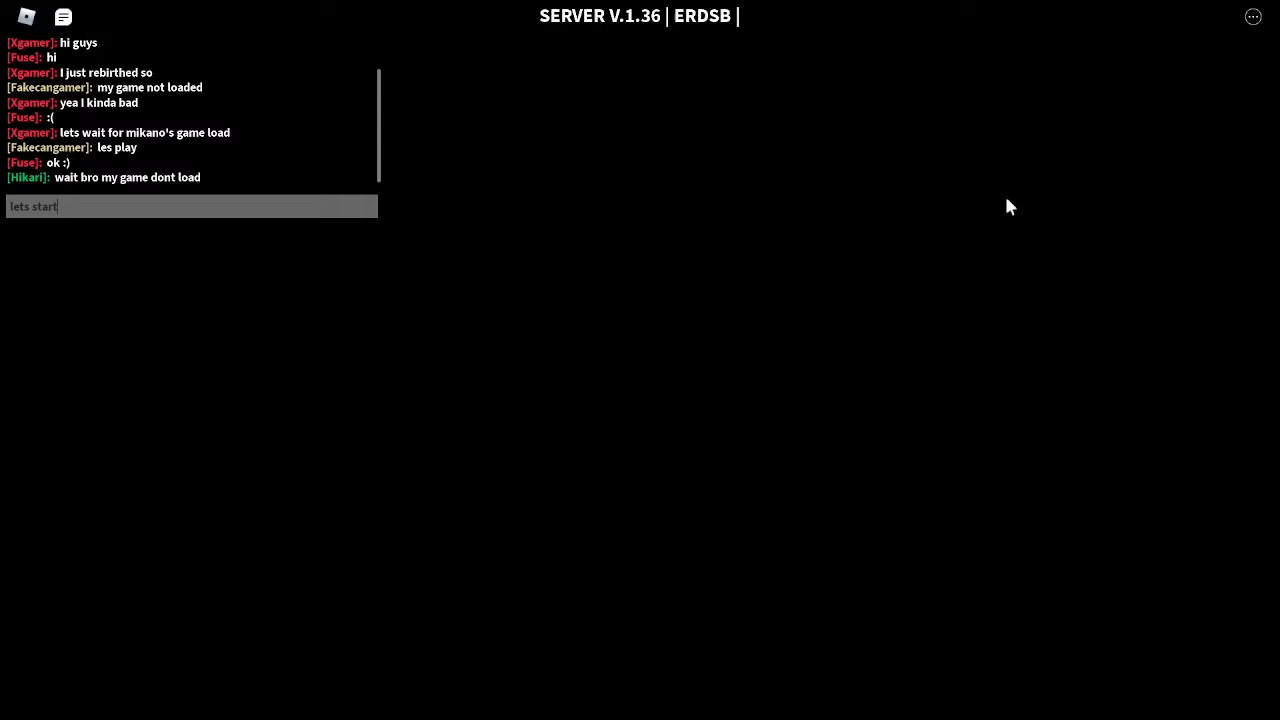 SERVER V.1.36 | ERDSB |
[Xgamer]: hi guys
[Fuse]: hi
[Xgamer]: I just rebirthed so
[Fakecangamer]: my game not loaded
[Xgamer]: yea I kinda bad
[Fuse]: :(
[Xgamer]: lets wait for mikano's game load
[Fakecangamer]: les play
[Fuse]: ok :)
[Hikari]: wait bro my game dont load
lets start